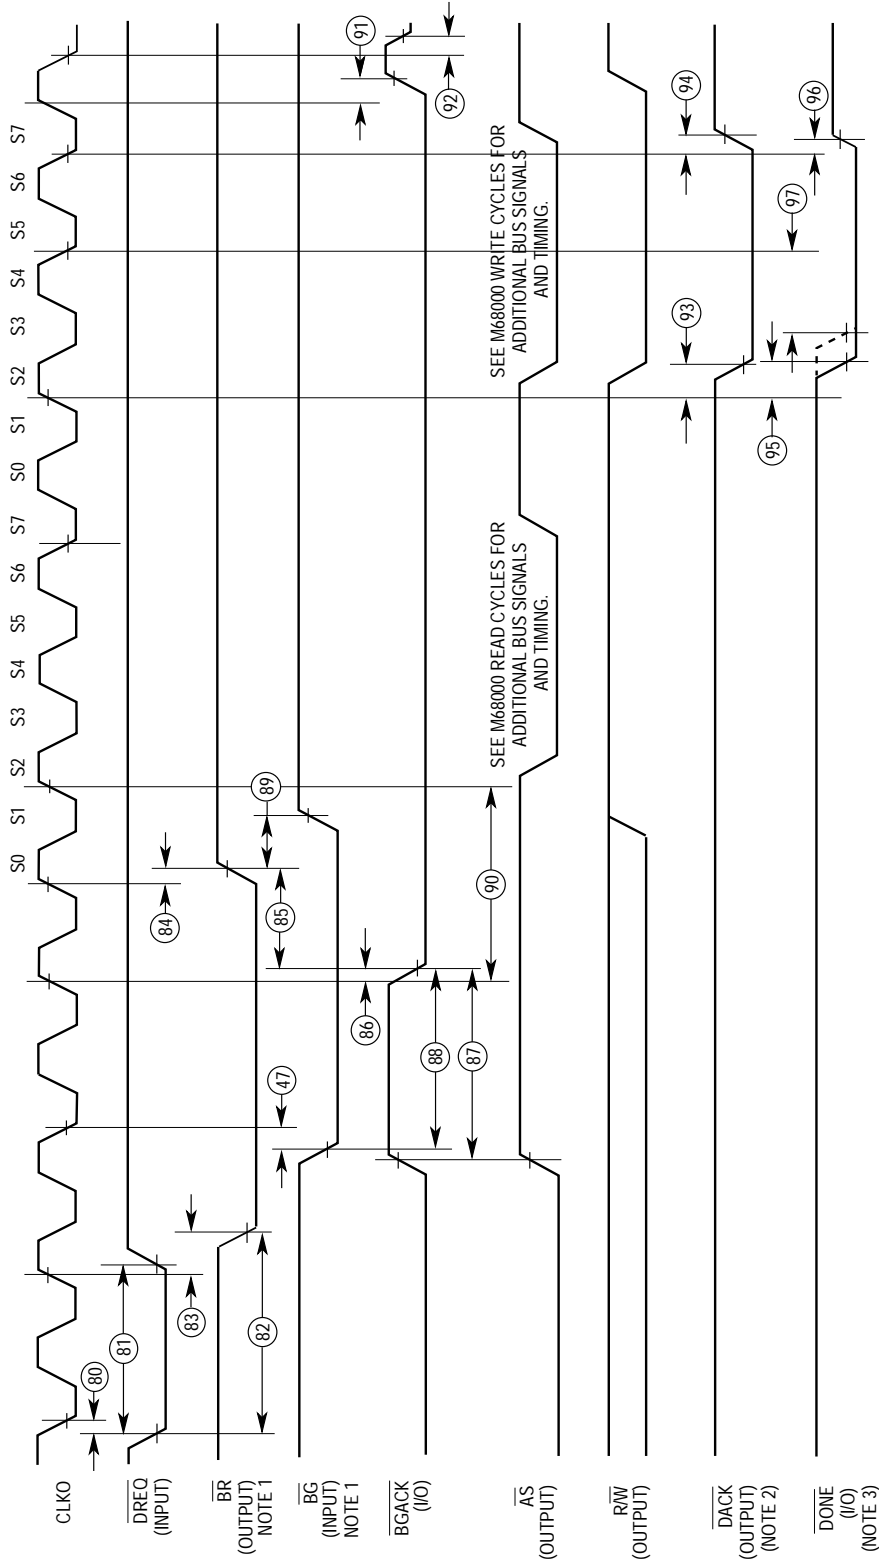 S0
S1
S2
S3
S4
S5
S6
S7
S0
S1
S2
S3
S4
S5
S6
S7
CLKO
80
DREQ
(INPUT)
81
84
83
BR
(OUTPUT)
NOTE 1
82
89
85
47
BG
(INPUT)
NOTE 1
86
91
BGACK
(I/O)
88
92
87
90
SEE M68000 READ CYCLES FOR
ADDITIONAL BUS SIGNALS
AND TIMING.
SEE M68000 WRITE CYCLES FOR
ADDITIONAL BUS SIGNALS
AND TIMING.
AS
(OUTPUT)
R/W
(OUTPUT)
93
94
DACK
(OUTPUT)
(NOTE 2)
95
97
96
DONE
(I/O)
(NOTE 3)